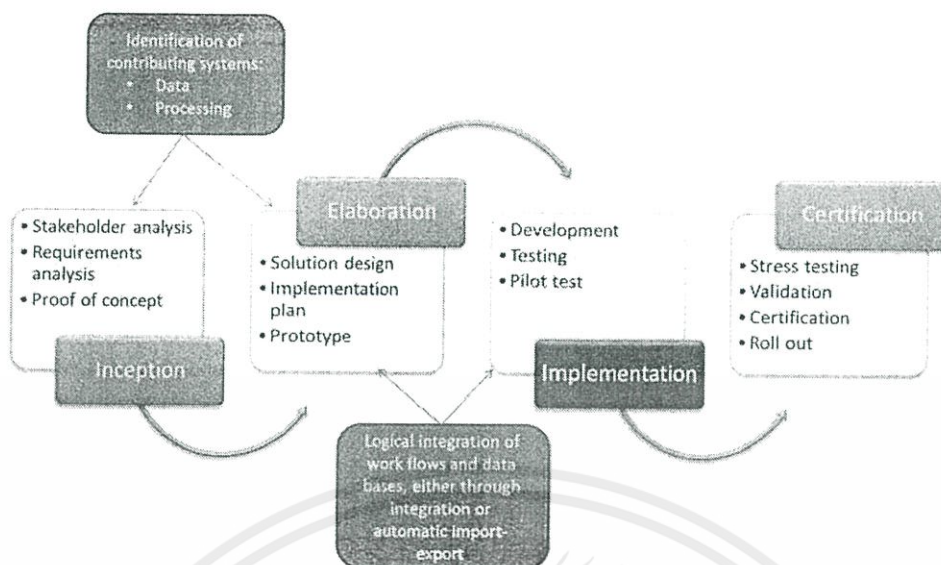 Identification of
contributing systems:
• Data
• Processing
Elaboration
Certification
• Stakeholder analysis
• Requirements
analysis
• Proof of concept
• Solution design
• Implementation
plan
• Prototype
• Development
• Testing
• Pilot test
• Stress testing
• Validation
• Certification
• Roll out
Inception
Implementation
Logical integration of
work flows and data
bases, either through
integration or
automatic import-
export